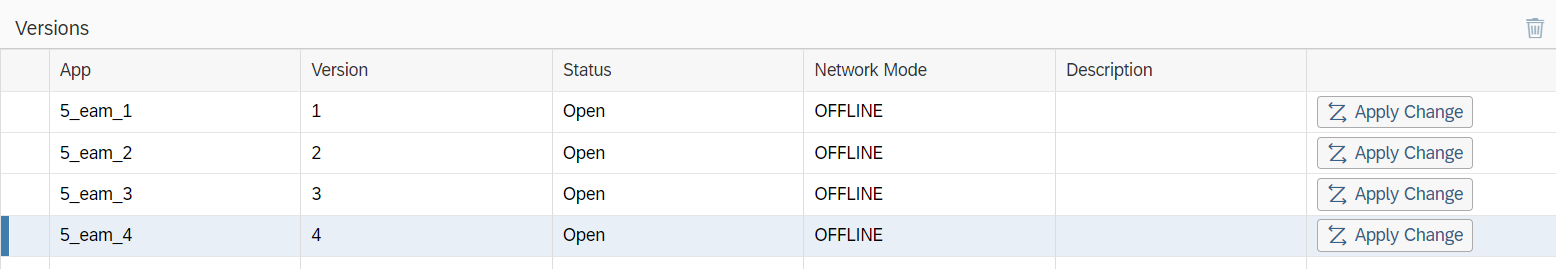 Versions
App Version Status Network Mode Description
5_eam_1 1 Open OFFLINE Apply Change
5_eam_2 2 Open OFFLINE Apply Change
5_eam_3 3 Open OFFLINE Apply Change
5_eam_4 4 Open OFFLINE Apply Change